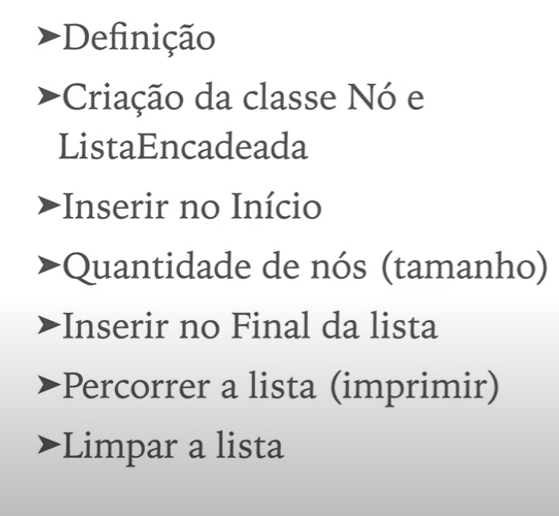 ➤Definição
➤Criação da classe Nó e
ListaEncadeada
➤Inserir no Início
➤Quantidade de nós (tamanho)
➤Inserir no Final da lista
➤Percorrer a lista (imprimir)
➤Limpar a lista